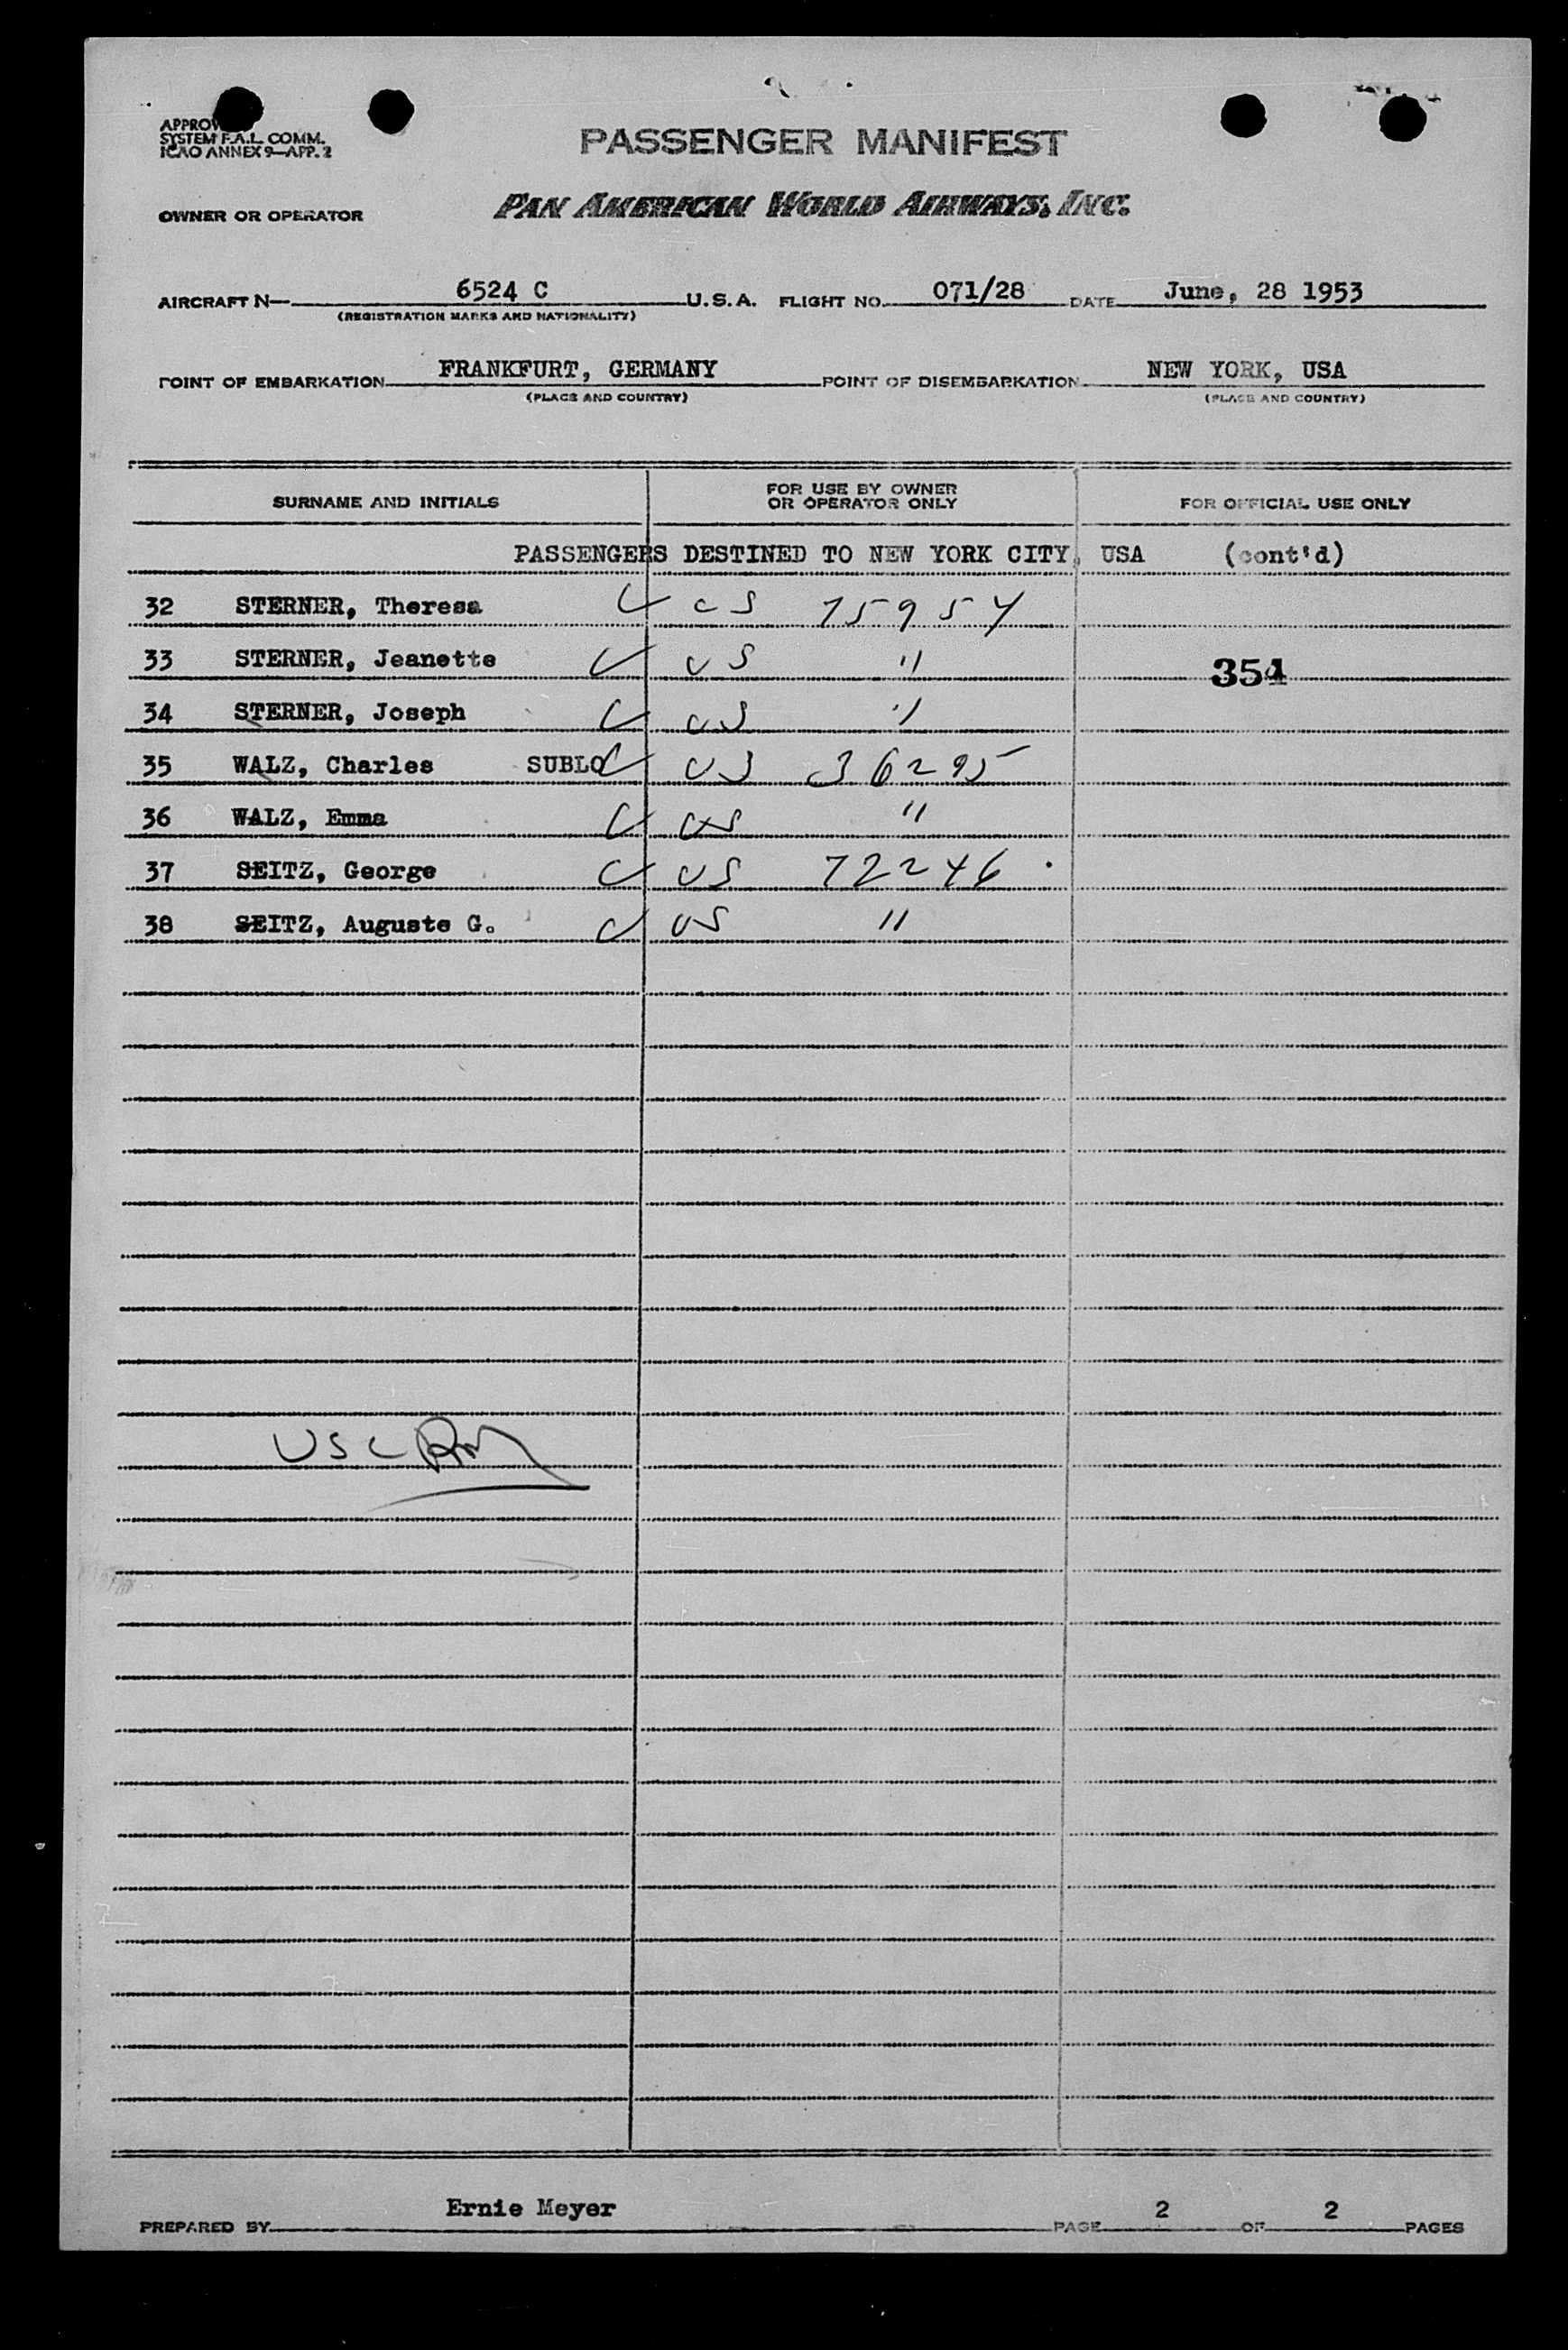 SYSTEM F.A.L. COMM.
ICAO ANNEX 9—APP. 2
PASSENGER MANIFEST
OWNER OR OPERATOR PAN AMERICAN WORLD AIRWAYS, INC.
AIRCRAFT N— 6524 C U.S.A. FLIGHT NO. 071/28 DATE June, 28 1953
(REGISTRATION MARKS AND NATIONALITY)
POINT OF EMBARKATION FRANKFURT, GERMANY POINT OF DISEMBARKATION NEW YORK, USA
(PLACE AND COUNTRY) (PLACE AND COUNTRY)
SURNAME AND INITIALS FOR USE BY OWNER OR OPERATOR ONLY FOR OFFICIAL USE ONLY
PASSENGERS DESTINED TO NEW YORK CITY, USA (cont'd)
32 STERNER, Theresa US 75954
33 STERNER, Jeanette US "
354
34 STERNER, Joseph US "
35 WALZ, Charles SUBLO US 36295
36 WALZ, Emma US "
37 SEITZ, George US 72246
38 SEITZ, Auguste G. US "
USC
PREPARED BY Ernie Meyer PAGE 2 OF 2 PAGES